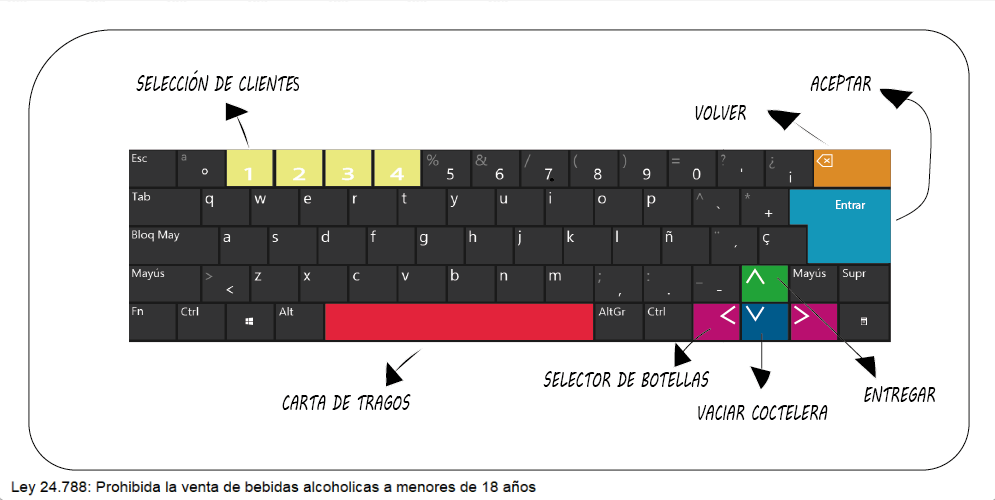 SELECCIÓN DE CLIENTES
ACEPTAR
VOLVER
Esc ª º 1 2 3 4 % 5 & 6 / 7 ( 8 ) 9 = 0 ? ' ¿ ¡
Tab q w e r t y u i o p ^ ` * + Entrar
Bloq May a s d f g h j k l ñ ¨ ´ ç
Mayús > < z x c v b n m ; , : . _ - Mayús Supr
Fn Ctrl Alt AltGr Ctrl < >
SELECTOR DE BOTELLAS
ENTREGAR
CARTA DE TRAGOS
VACIAR COCTELERA
Ley 24.788: Prohibida la venta de bebidas alcoholicas a menores de 18 años